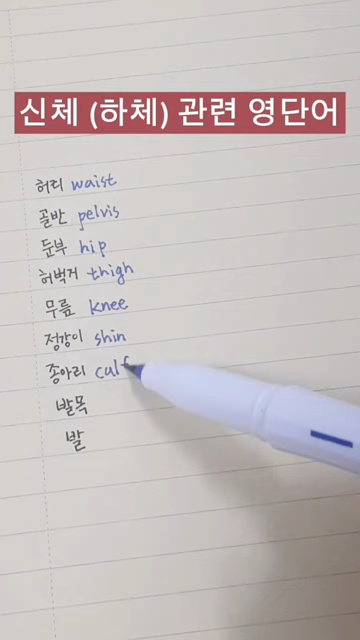 신체 (하체) 관련 영단어
허리 waist
골반 pelvis
둔부 hip
허벅지 thigh
무릎 knee
정강이 shin
종아리 calf
발목
발